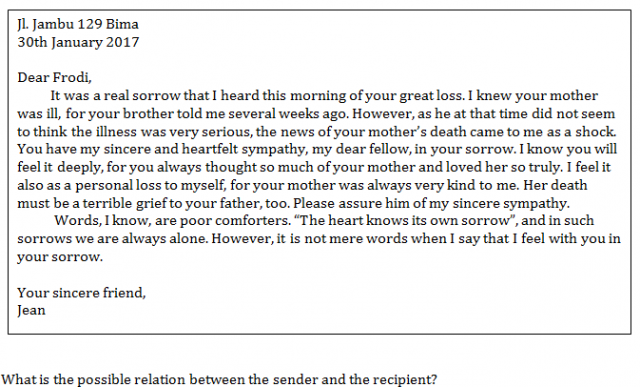 Jl. Jambu 129 Bima
30th January 2017
Dear Frodi,
It was a real sorrow that I heard this morning of your great loss. I knew your mother
was ill, for your brother told me several weeks ago. However, as he at that time did not seem
to think the illness was very serious, the news of your mother's death came to me as a shock.
You have my sincere and heartfelt sympathy, my dear fellow, in your sorrow. I know you will
feel it deeply, for you always thought so much of your mother and loved her so truly. I feel it
also as a personal loss to myself, for your mother was always very kind to me. Her death
must be a terrible grief to your father, too. Please assure him of my sincere sympathy.
Words, I know, are poor comforters. “The heart knows its own sorrow”, and in such
sorrows we are always alone. However, it is not mere words when I say that I feel with you in
your sorrow.
Your sincere friend,
Jean
What is the possible relation between the sender and the recipient?